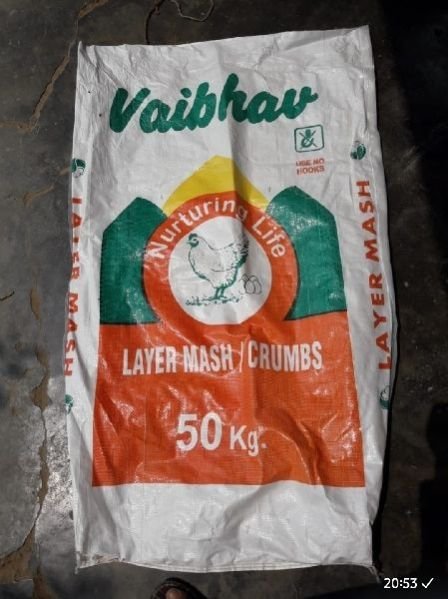 Vaibhav
USE NO
HOOKS
Nurturing Life
LAYER MASH
LAYER MASH
LAYER MASH / CRUMBS
50 Kg.
20:53 ✓